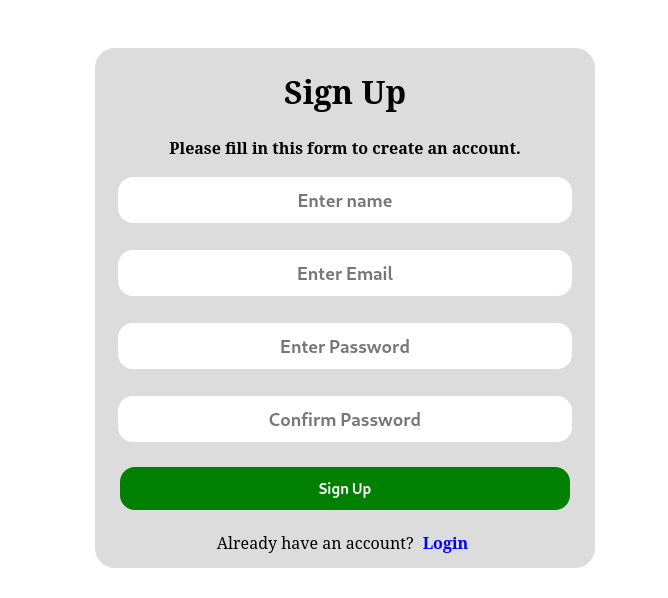 Sign Up
Please fill in this form to create an account.
Enter name
Enter Email
Enter Password
Confirm Password
Sign Up
Already have an account? Login